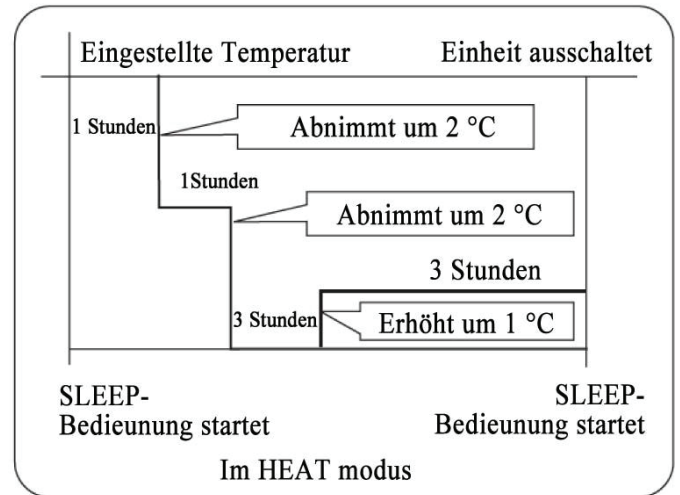 Eingestellte Temperatur
Einheit ausschaltet
1 Stunden
Abnimmt um 2 °C
1Stunden
Abnimmt um 2 °C
3 Stunden
3 Stunden
Erhöht um 1 °C
SLEEP-
Bedieunung startet
SLEEP-
Bedieunung startet
Im HEAT modus